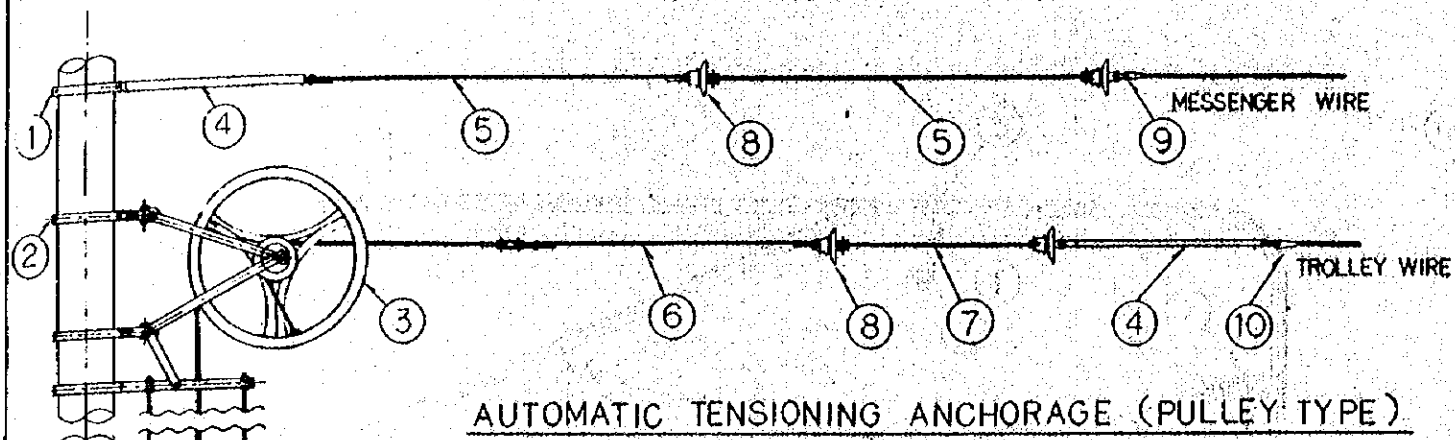 1 4 5 8 5 9
MESSENGER WIRE
2 3 6 8 7 4 10
TROLLEY WIRE
AUTOMATIC TENSIONING ANCHORAGE (PULLEY TYPE)